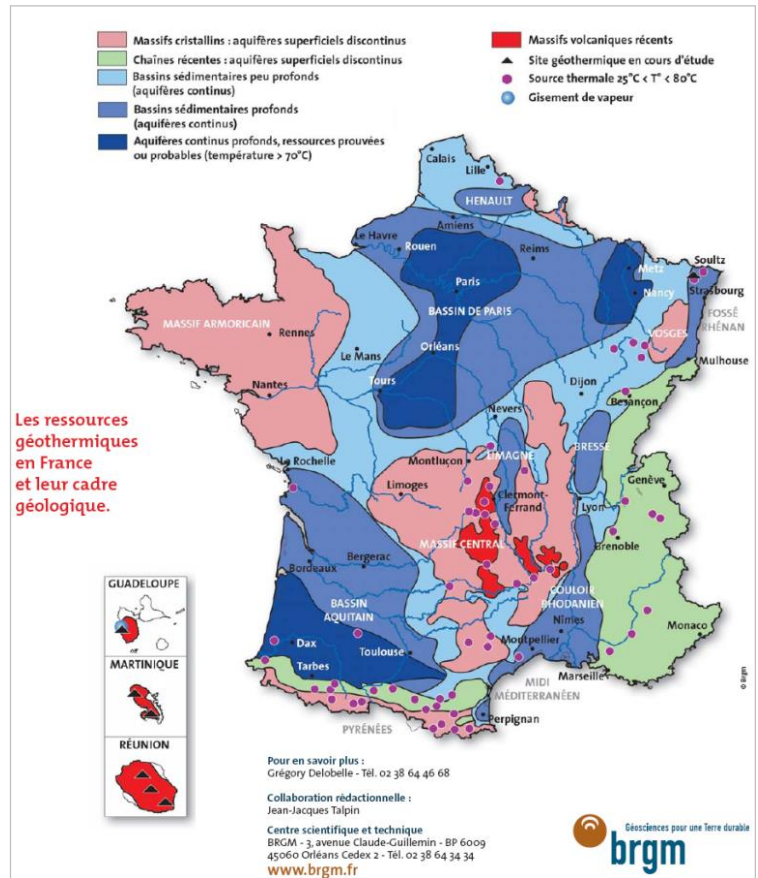 Massifs cristallins : aquifères superficiels discontinus
Chaînes récentes : aquifères superficiels discontinus
Bassins sédimentaires peu profonds
(aquifères continus)
Bassins sédimentaires profonds
(aquifères continus)
Aquifères continus profonds, ressources prouvées
ou probables (température > 70°C)
Massifs volcaniques récents
Site géothermique en cours d'étude
Source thermale 25°C < T° < 80°C
Gisement de vapeur
Calais
Lille
HENAULT
Amiens
Le Havre
Rouen
Reims
Paris
Metz
Nancy
Soultz
Strasbourg
FOSSÉ
RHÉNAN
VOSGES
Mulhouse
BASSIN DE PARIS
MASSIF ARMORICAIN
Rennes
Le Mans
Orléans
Nantes
Tours
Dijon
Besançon
Nevers
BRESSE
LIMAGNE
Montluçon
La Rochelle
Limoges
Clermont-
Ferrand
Lyon
Genève
Grenoble
MASSIF CENTRAL
Bergerac
Bordeaux
COULOIR
RHODANIEN
BASSIN
AQUITAIN
Nîmes
Montpellier
Monaco
Dax
Toulouse
Tarbes
Marseille
MIDI
MÉDITERRANÉEN
Perpignan
PYRÉNÉES
© Brgm
Les ressources
géothermiques
en France
et leur cadre
géologique.
GUADELOUPE
MARTINIQUE
RÉUNION
Pour en savoir plus :
Grégory Delobelle - Tél. 02 38 64 46 68
Collaboration rédactionnelle :
Jean-Jacques Talpin
Centre scientifique et technique
BRGM - 3, avenue Claude-Guillemin - BP 6009
45060 Orléans Cedex 2 - Tél. 02 38 64 34 34
www.brgm.fr
Géosciences pour une Terre durable
brgm